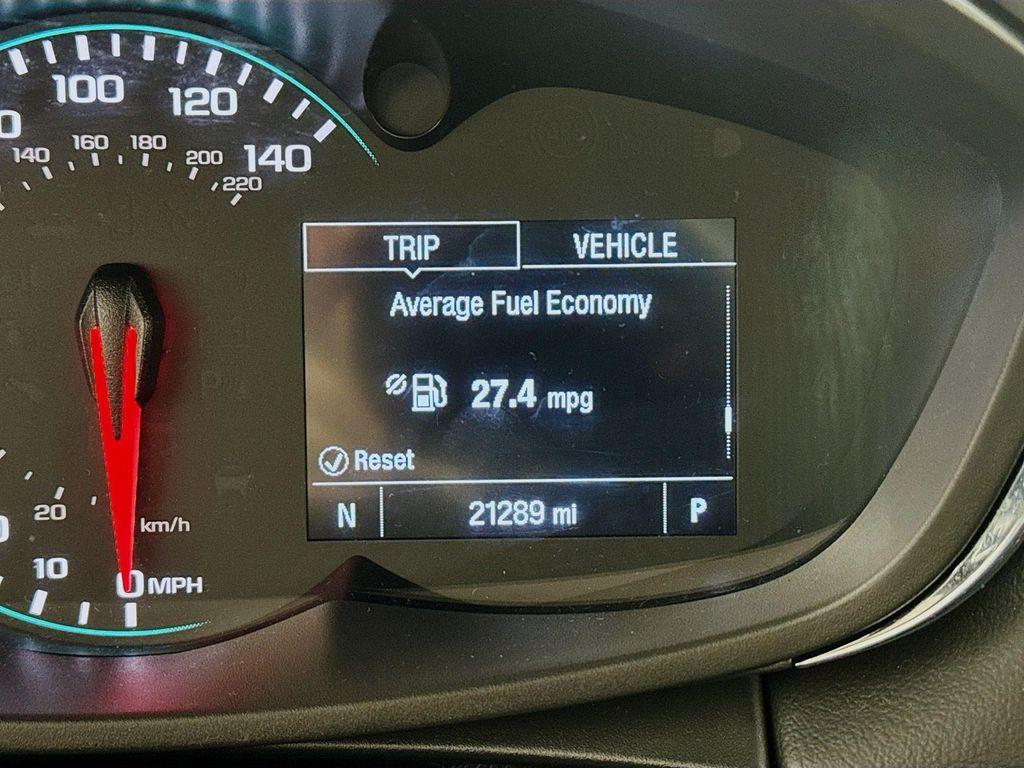 100
120
140
140
160
180
200
220
TRIP
VEHICLE
Average Fuel Economy
27.4 mpg
Reset
N
21289 mi
P
20
km/h
10
0 MPH